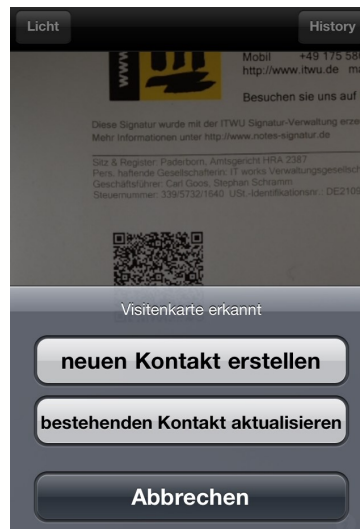 Licht
History
www
Mobil +49 175 58
http://www.itwu.de
Besuchen sie uns auf
Diese Signatur wurde mit der ITWU Signatur-Verwaltung
Mehr Informationen unter http://www.notes-signatur.de
Sitz & Register: Paderborn, Amtsgericht HRA 2387
Pers. haftende Gesellschafterin: IT works
Geschäftsführer: Carl Goos, Stephan Schramm
Steuernummer: 339/5732/1640 USt.-Identifikationsnr.: DE2100
Visitenkarte erkannt
neuen Kontakt erstellen
bestehenden Kontakt aktualisieren
Abbrechen